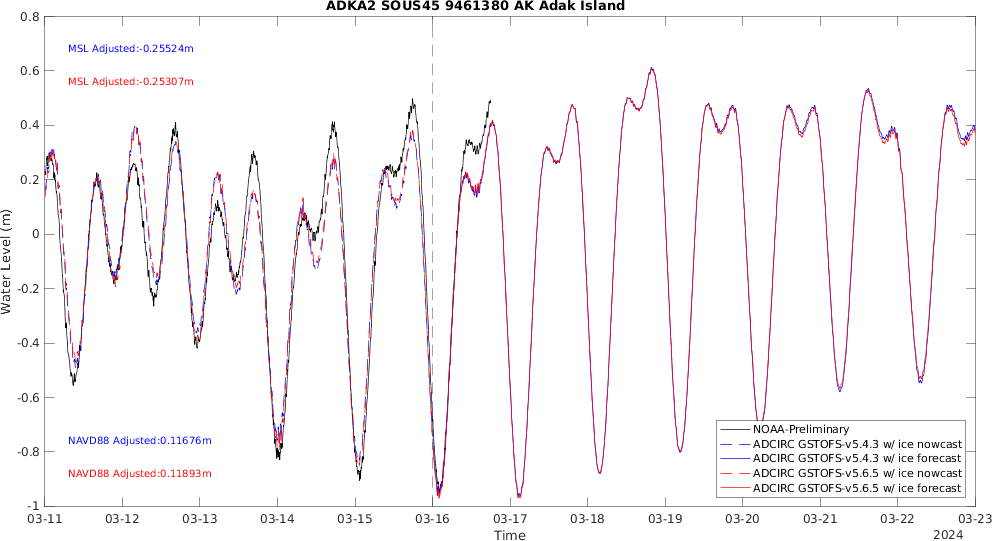 ADKA2 SOUS45 9461380 AK Adak Island
0.8
0.6
0.4
0.2
0
-0.2
-0.4
-0.6
-0.8
-1
Water Level (m)
MSL Adjusted:-0.25524m
MSL Adjusted:-0.25307m
NAVD88 Adjusted:0.11676m
NAVD88 Adjusted:0.11893m
NOAA-Preliminary
ADCIRC GSTOFS-v5.4.3 w/ ice nowcast
ADCIRC GSTOFS-v5.4.3 w/ ice forecast
ADCIRC GSTOFS-v5.6.5 w/ ice nowcast
ADCIRC GSTOFS-v5.6.5 w/ ice forecast
03-11 03-12 03-13 03-14 03-15 03-16 03-17 03-18 03-19 03-20 03-21 03-22 03-23
Time
2024